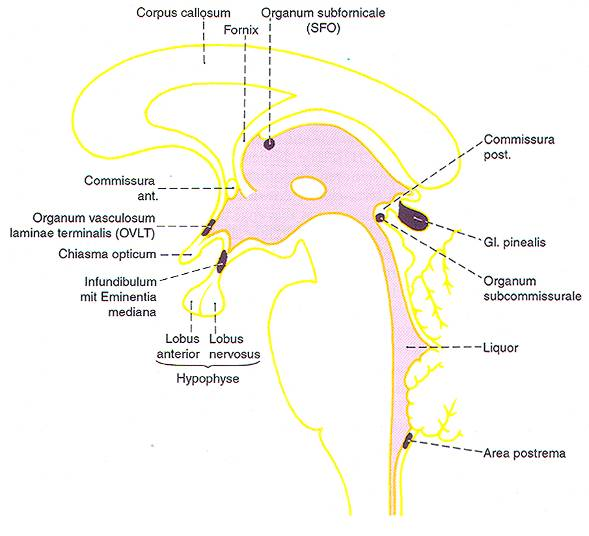 Corpus callosum
Organum subfornicale
(SFO)
Fornix
Commissura
post.
Commissura
ant.
Organum vasculosum
laminae terminalis (OVLT)
Gl. pinealis
Chiasma opticum
Infundibulum
mit Eminentia
mediana
Organum
subcommissurale
Lobus
anterior
Lobus
nervosus
Hypophyse
Liquor
Area postrema